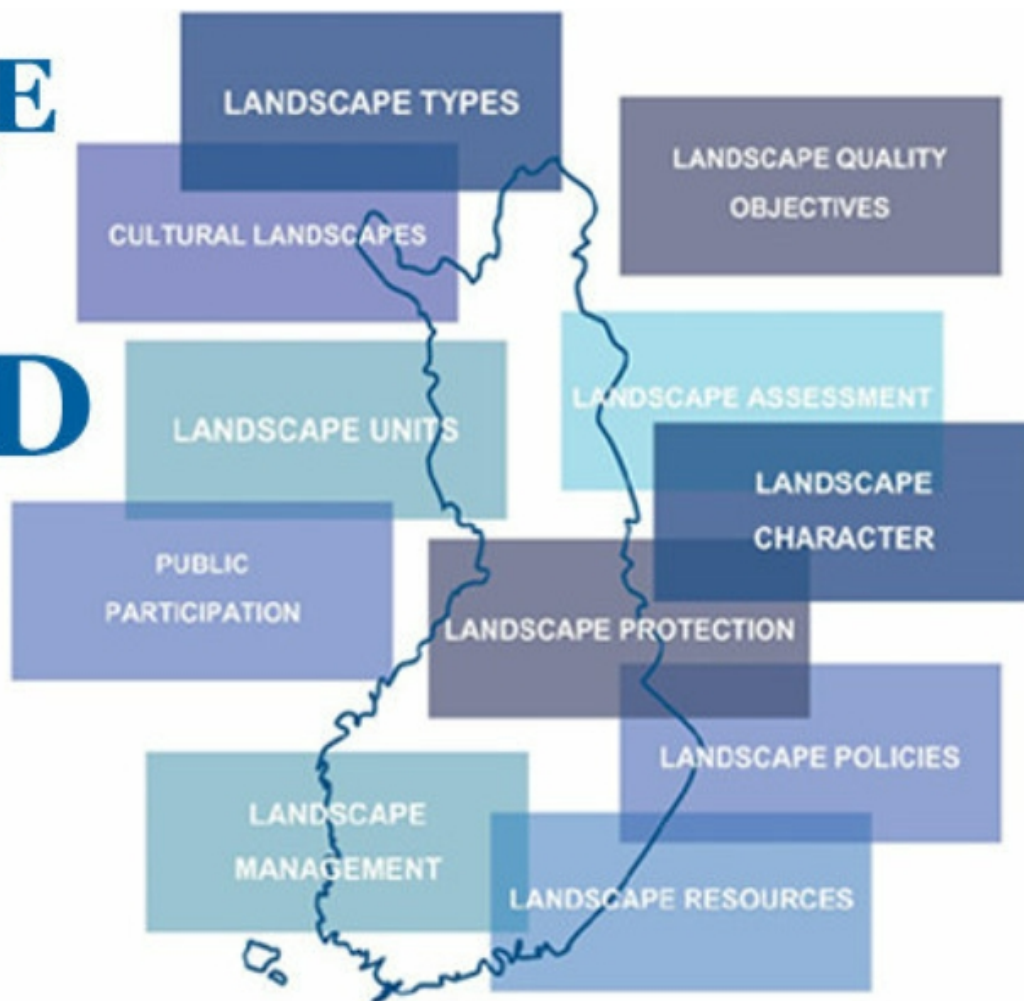 E
LANDSCAPE TYPES
LANDSCAPE QUALITY
OBJECTIVES
CULTURAL LANDSCAPES
D
LANDSCAPE ASSESSMENT
LANDSCAPE UNITS
LANDSCAPE
CHARACTER
PUBLIC
PARTICIPATION
LANDSCAPE PROTECTION
LANDSCAPE POLICIES
LANDSCAPE
MANAGEMENT
LANDSCAPE RESOURCES